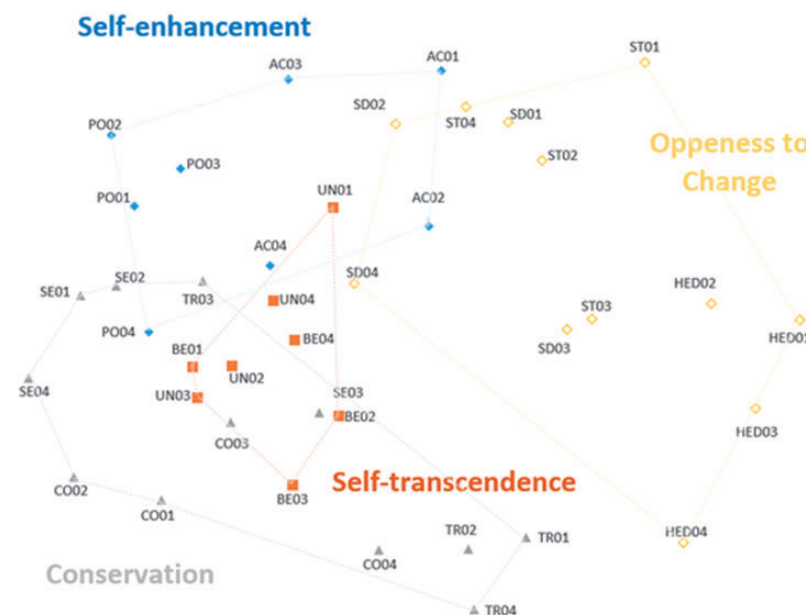 Self-enhancement
ST01
AC03
AC01
SD02
ST04
SD01
PO02
ST02
Oppeness to
Change
PO03
UN01
PO01
AC02
AC04
SE02
SE01
TR03
SD04
HED02
UN04
ST03
PO04
HED01
BE04
SD03
BE01
UN02
SE04
UN03
SE03
BE02
HED03
CO03
CO02
BE03
Self-transcendence
CO01
TR02
HED04
TR01
CO04
Conservation
TR04